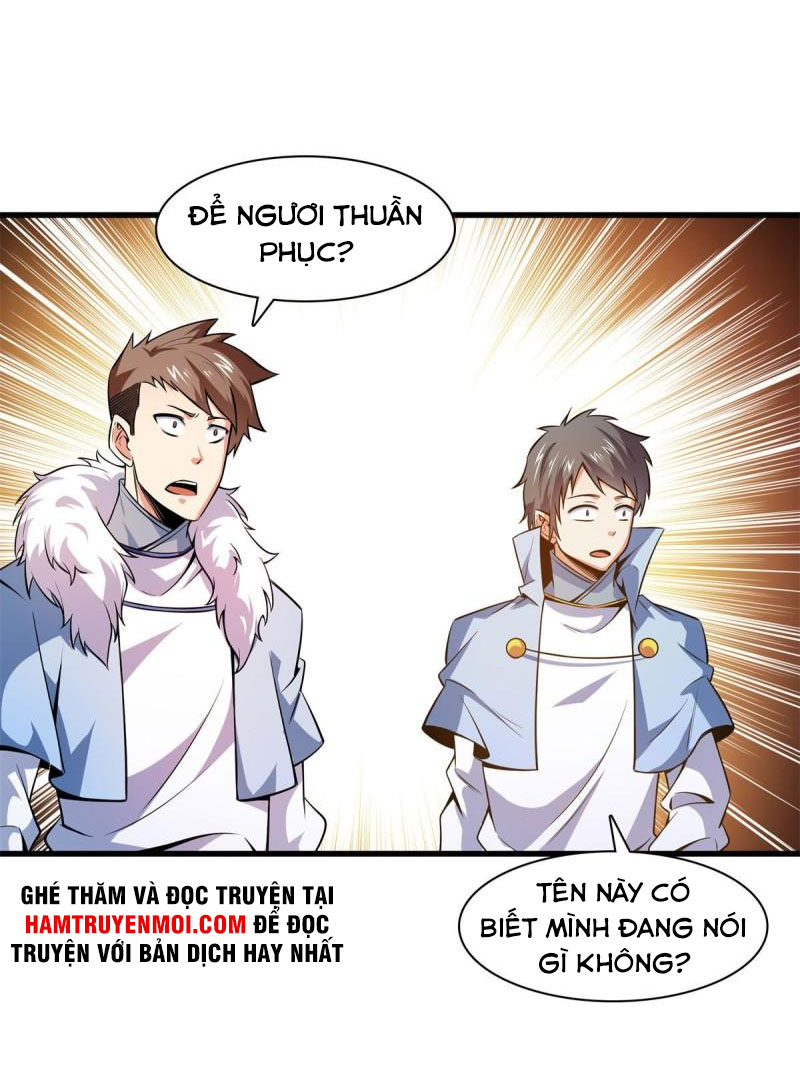 ĐỂ NGƯƠI THUẦN
PHỤC?
GHÉ THĂM VÀ ĐỌC TRUYỆN TẠI
HAMTRUYENMOI.COM ĐỂ ĐỌC
TRUYỆN VỚI BẢN DỊCH HAY NHẤT
TÊN NÀY CÓ
BIẾT MÌNH ĐANG NÓI
GÌ KHÔNG?